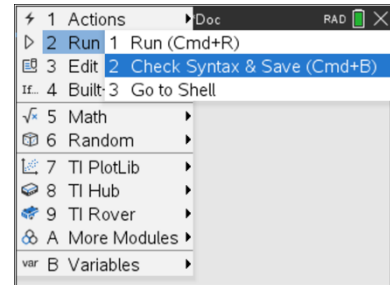 1 Actions Doc RAD
2 Run 1 Run (Cmd+R)
3 Edit 2 Check Syntax & Save (Cmd+B)
If... 4 Built- 3 Go to Shell
√x 5 Math
6 Random
7 TI PlotLib
8 TI Hub
9 TI Rover
A More Modules
var B Variables